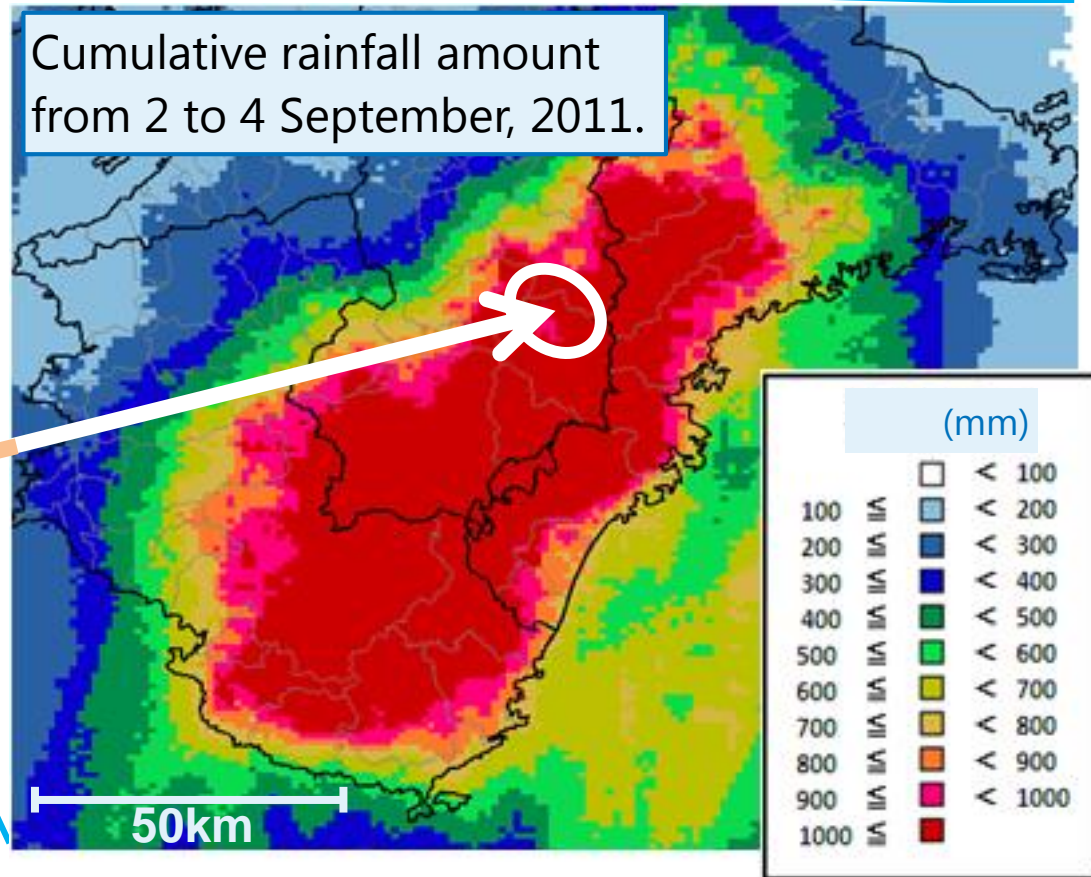 Cumulative rainfall amount
from 2 to 4 September, 2011.
(mm)
< 100
100 ≦ < 200
200 ≦ < 300
300 ≦ < 400
400 ≦ < 500
500 ≦ < 600
600 ≦ < 700
700 ≦ < 800
800 ≦ < 900
900 ≦ < 1000
1000 ≦
50km